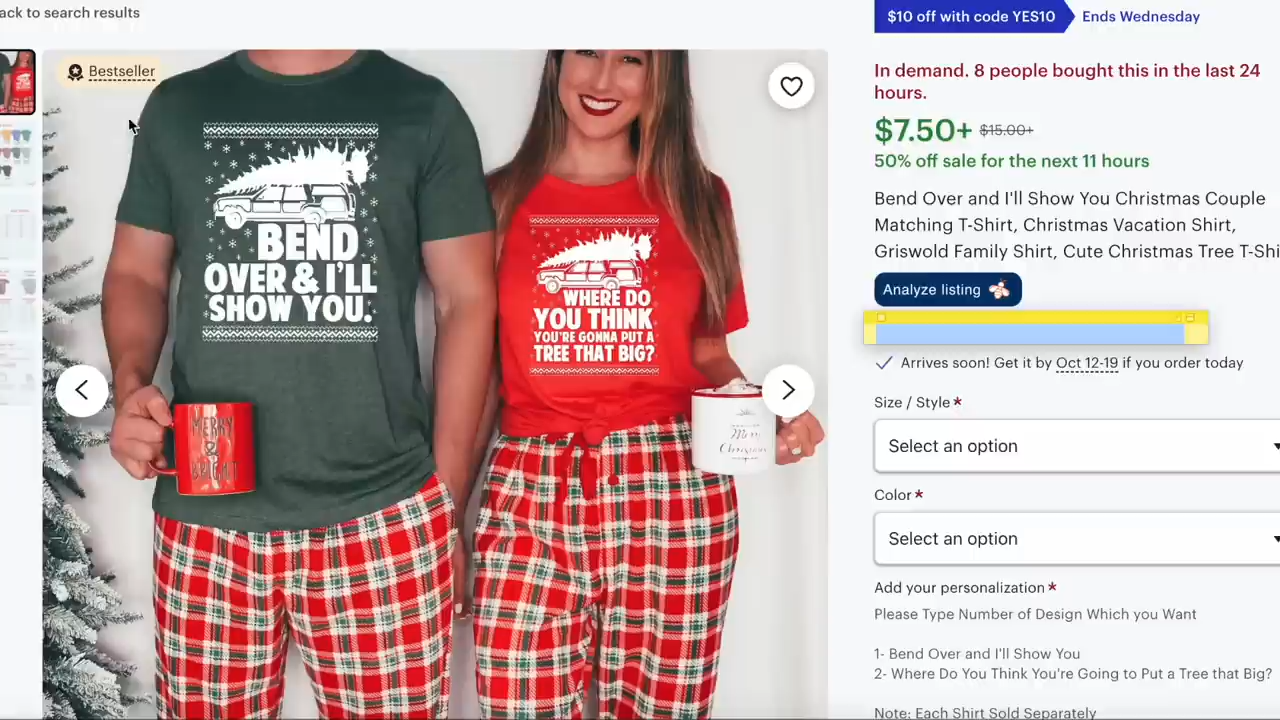 ack to search results
$10 off with code YES10
Ends Wednesday
Bestseller
In demand. 8 people bought this in the last 24
hours.
$7.50+ $15.00+
50% off sale for the next 11 hours
Bend Over and I'll Show You Christmas Couple
Matching T-Shirt, Christmas Vacation Shirt,
Griswold Family Shirt, Cute Christmas Tree T-Shi
Analyze listing
Arrives soon! Get it by Oct 12-19 if you order today
Size / Style *
Select an option
Color *
Select an option
Add your personalization *
Please Type Number of Design Which you Want
1- Bend Over and I'll Show You
2- Where Do You Think You're Going to Put a Tree that Big?
Note: Each Shirt Sold Separately
BEND
OVER & I'LL
SHOW YOU.
WHERE DO
YOU THINK
YOU'RE GONNA PUT A
TREE THAT BIG?
MERRY
&
BRIGHT
Merry
Christmas